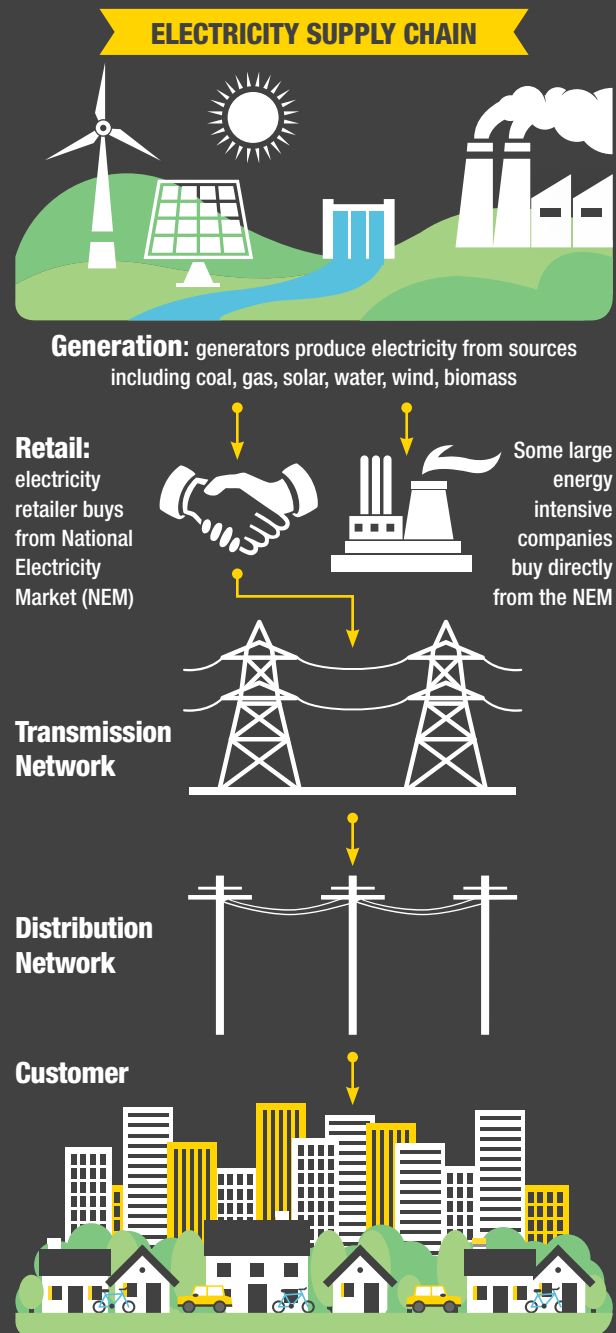 ELECTRICITY SUPPLY CHAIN
Generation: generators produce electricity from sources
including coal, gas, solar, water, wind, biomass
Retail:
electricity
retailer buys
from National
Electricity
Market (NEM)
Some large
energy
intensive
companies
buy directly
from the NEM
Transmission
Network
Distribution
Network
Customer